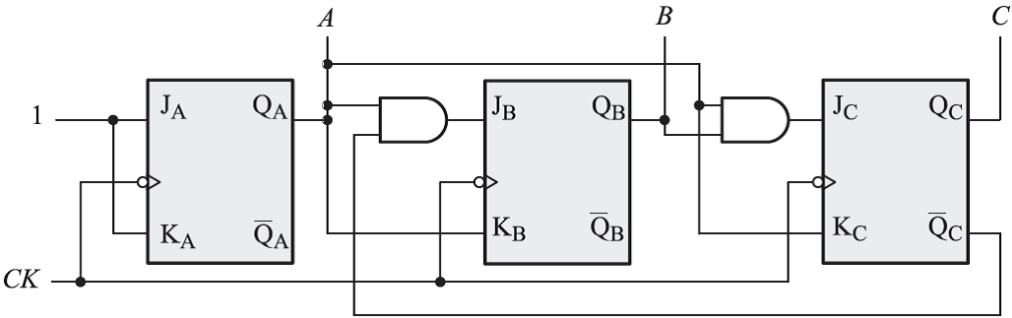 A B C
1 J_A Q_A J_B Q_B J_C Q_C
K_A Q̅_A K_B Q̅_B K_C Q̅_C
CK